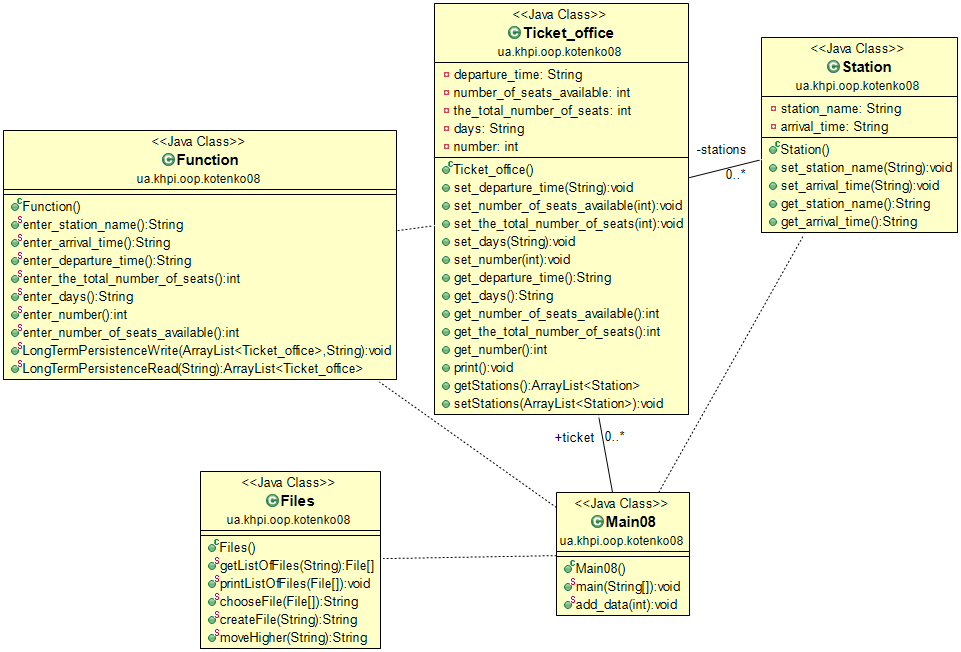 <<Java Class>>
Ticket_office
ua.khpi.oop.kotenko08
departure_time: String
number_of_seats_available: int
the_total_number_of_seats: int
days: String
number: int
Ticket_office()
set_departure_time(String):void
set_number_of_seats_available(int):void
set_the_total_number_of_seats(int):void
set_days(String):void
set_number(int):void
get_departure_time():String
get_days():String
get_number_of_seats_available():int
get_the_total_number_of_seats():int
get_number():int
print():void
getStations():ArrayList<Station>
setStations(ArrayList<Station>):void
<<Java Class>>
Station
ua.khpi.oop.kotenko08
station_name: String
arrival_time: String
Station()
set_station_name(String):void
set_arrival_time(String):void
get_station_name():String
get_arrival_time():String
-stations
0..*
<<Java Class>>
Function
ua.khpi.oop.kotenko08
Function()
enter_station_name():String
enter_arrival_time():String
enter_departure_time():String
enter_the_total_number_of_seats():int
enter_days():String
enter_number():int
enter_number_of_seats_available():int
LongTermPersistenceWrite(ArrayList<Ticket_office>,String):void
LongTermPersistenceRead(String):ArrayList<Ticket_office>
+ticket
0..*
<<Java Class>>
Files
ua.khpi.oop.kotenko08
Files()
getListOfFiles(String):File[]
printListOfFiles(File[]):void
chooseFile(File[]):String
createFile(String):String
moveHigher(String):String
<<Java Class>>
Main08
ua.khpi.oop.kotenko08
Main08()
main(String[]):void
add_data(int):void